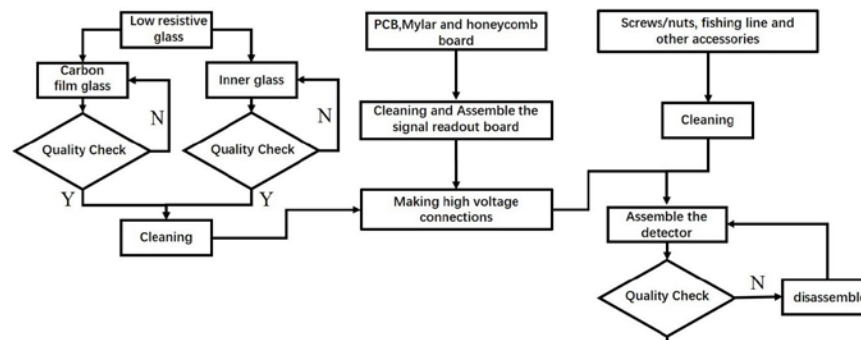 Low resistive
glass
Carbon
film glass
Inner glass
N
N
Quality Check
Quality Check
Y
Y
Cleaning
PCB,Mylar and honeycomb
board
Cleaning and Assemble the
signal readout board
Making high voltage
connections
Screws/nuts, fishing line and
other accessories
Cleaning
Assemble the
detector
Quality Check
N
disassemble